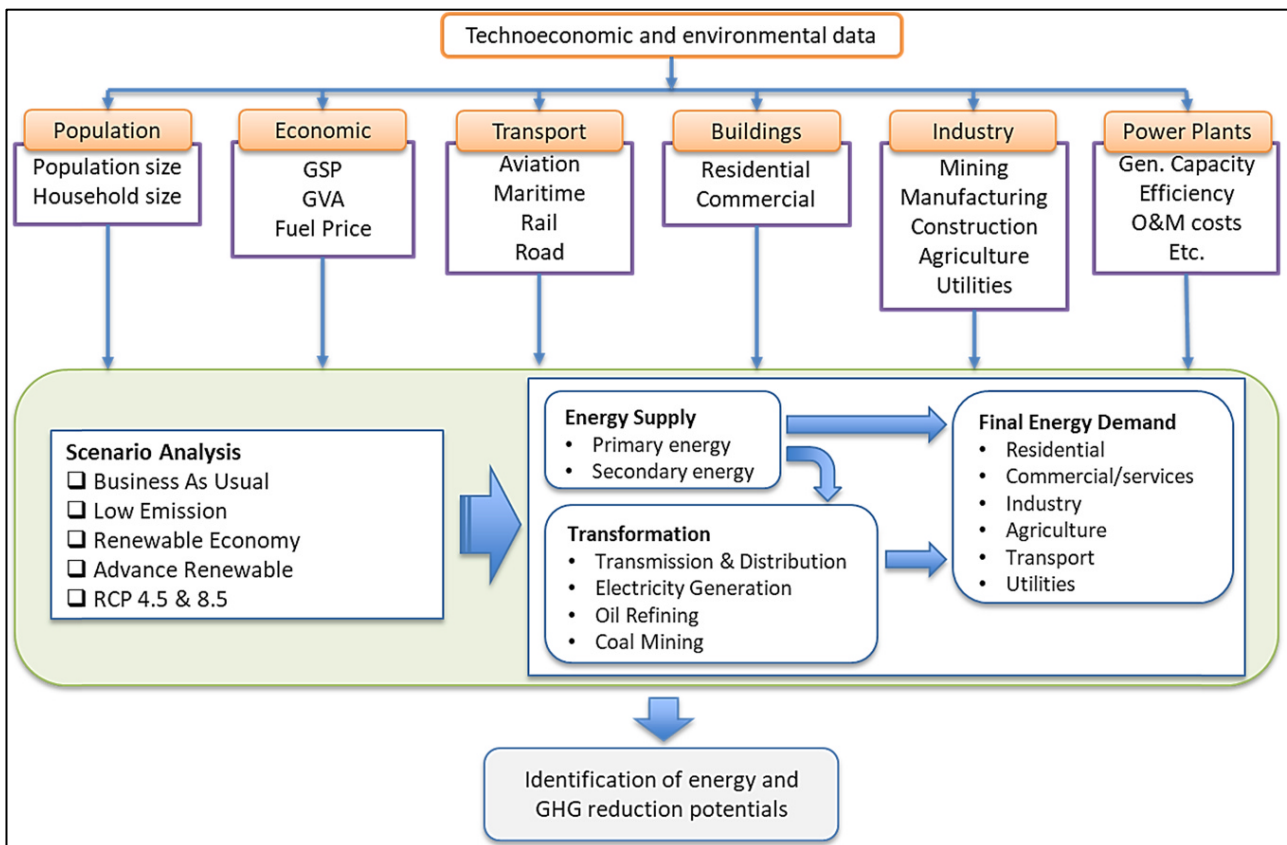 Technoeconomic and environmental data
Population
Population size
Household size
Economic
GSP
GVA
Fuel Price
Transport
Aviation
Maritime
Rail
Road
Buildings
Residential
Commercial
Industry
Mining
Manufacturing
Construction
Agriculture
Utilities
Power Plants
Gen. Capacity
Efficiency
O&M costs
Etc.
Scenario Analysis
❑ Business As Usual
❑ Low Emission
❑ Renewable Economy
❑ Advance Renewable
❑ RCP 4.5 & 8.5
Energy Supply
• Primary energy
• Secondary energy
Transformation
• Transmission & Distribution
• Electricity Generation
• Oil Refining
• Coal Mining
Final Energy Demand
• Residential
• Commercial/services
• Industry
• Agriculture
• Transport
• Utilities
Identification of energy and
GHG reduction potentials